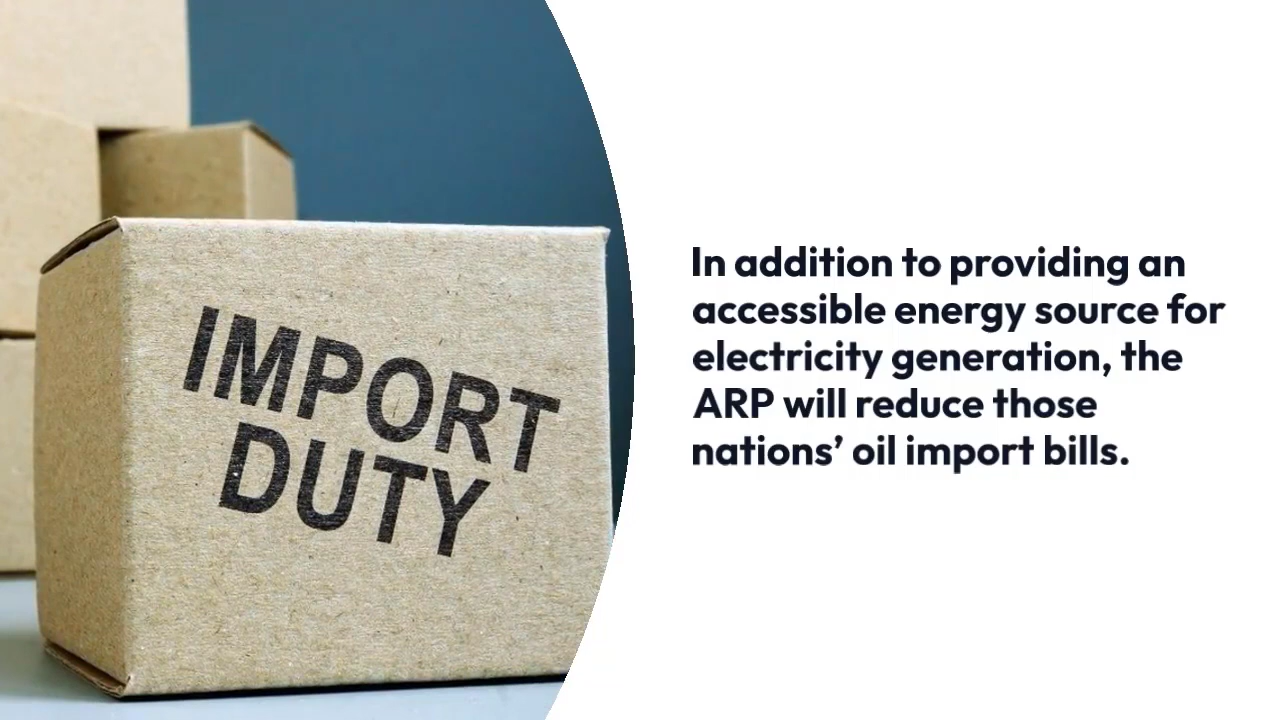 IMPORT
DUTY
In addition to providing an
accessible energy source for
electricity generation, the
ARP will reduce those
nations’ oil import bills.